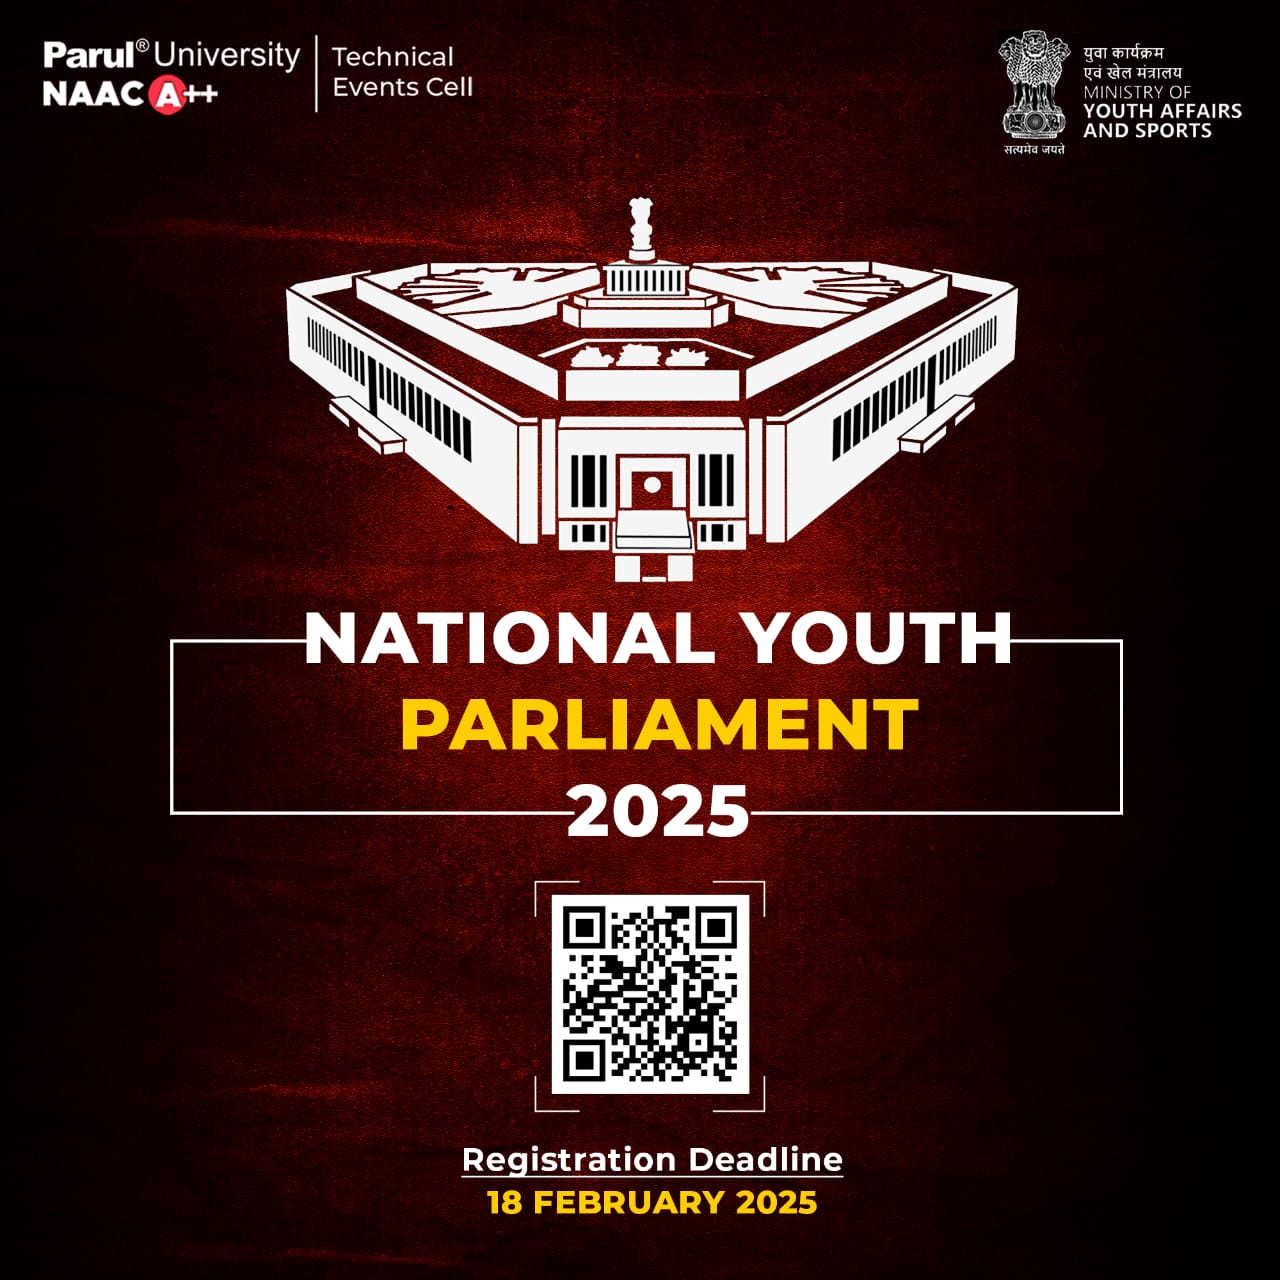 Parul® University
NAAC A++
Technical
Events Cell
युवा कार्यक्रम
एवं खेल मंत्रालय
MINISTRY OF
YOUTH AFFAIRS
AND SPORTS
सत्यमेव जयते
NATIONAL YOUTH
PARLIAMENT
2025
Registration Deadline
18 FEBRUARY 2025